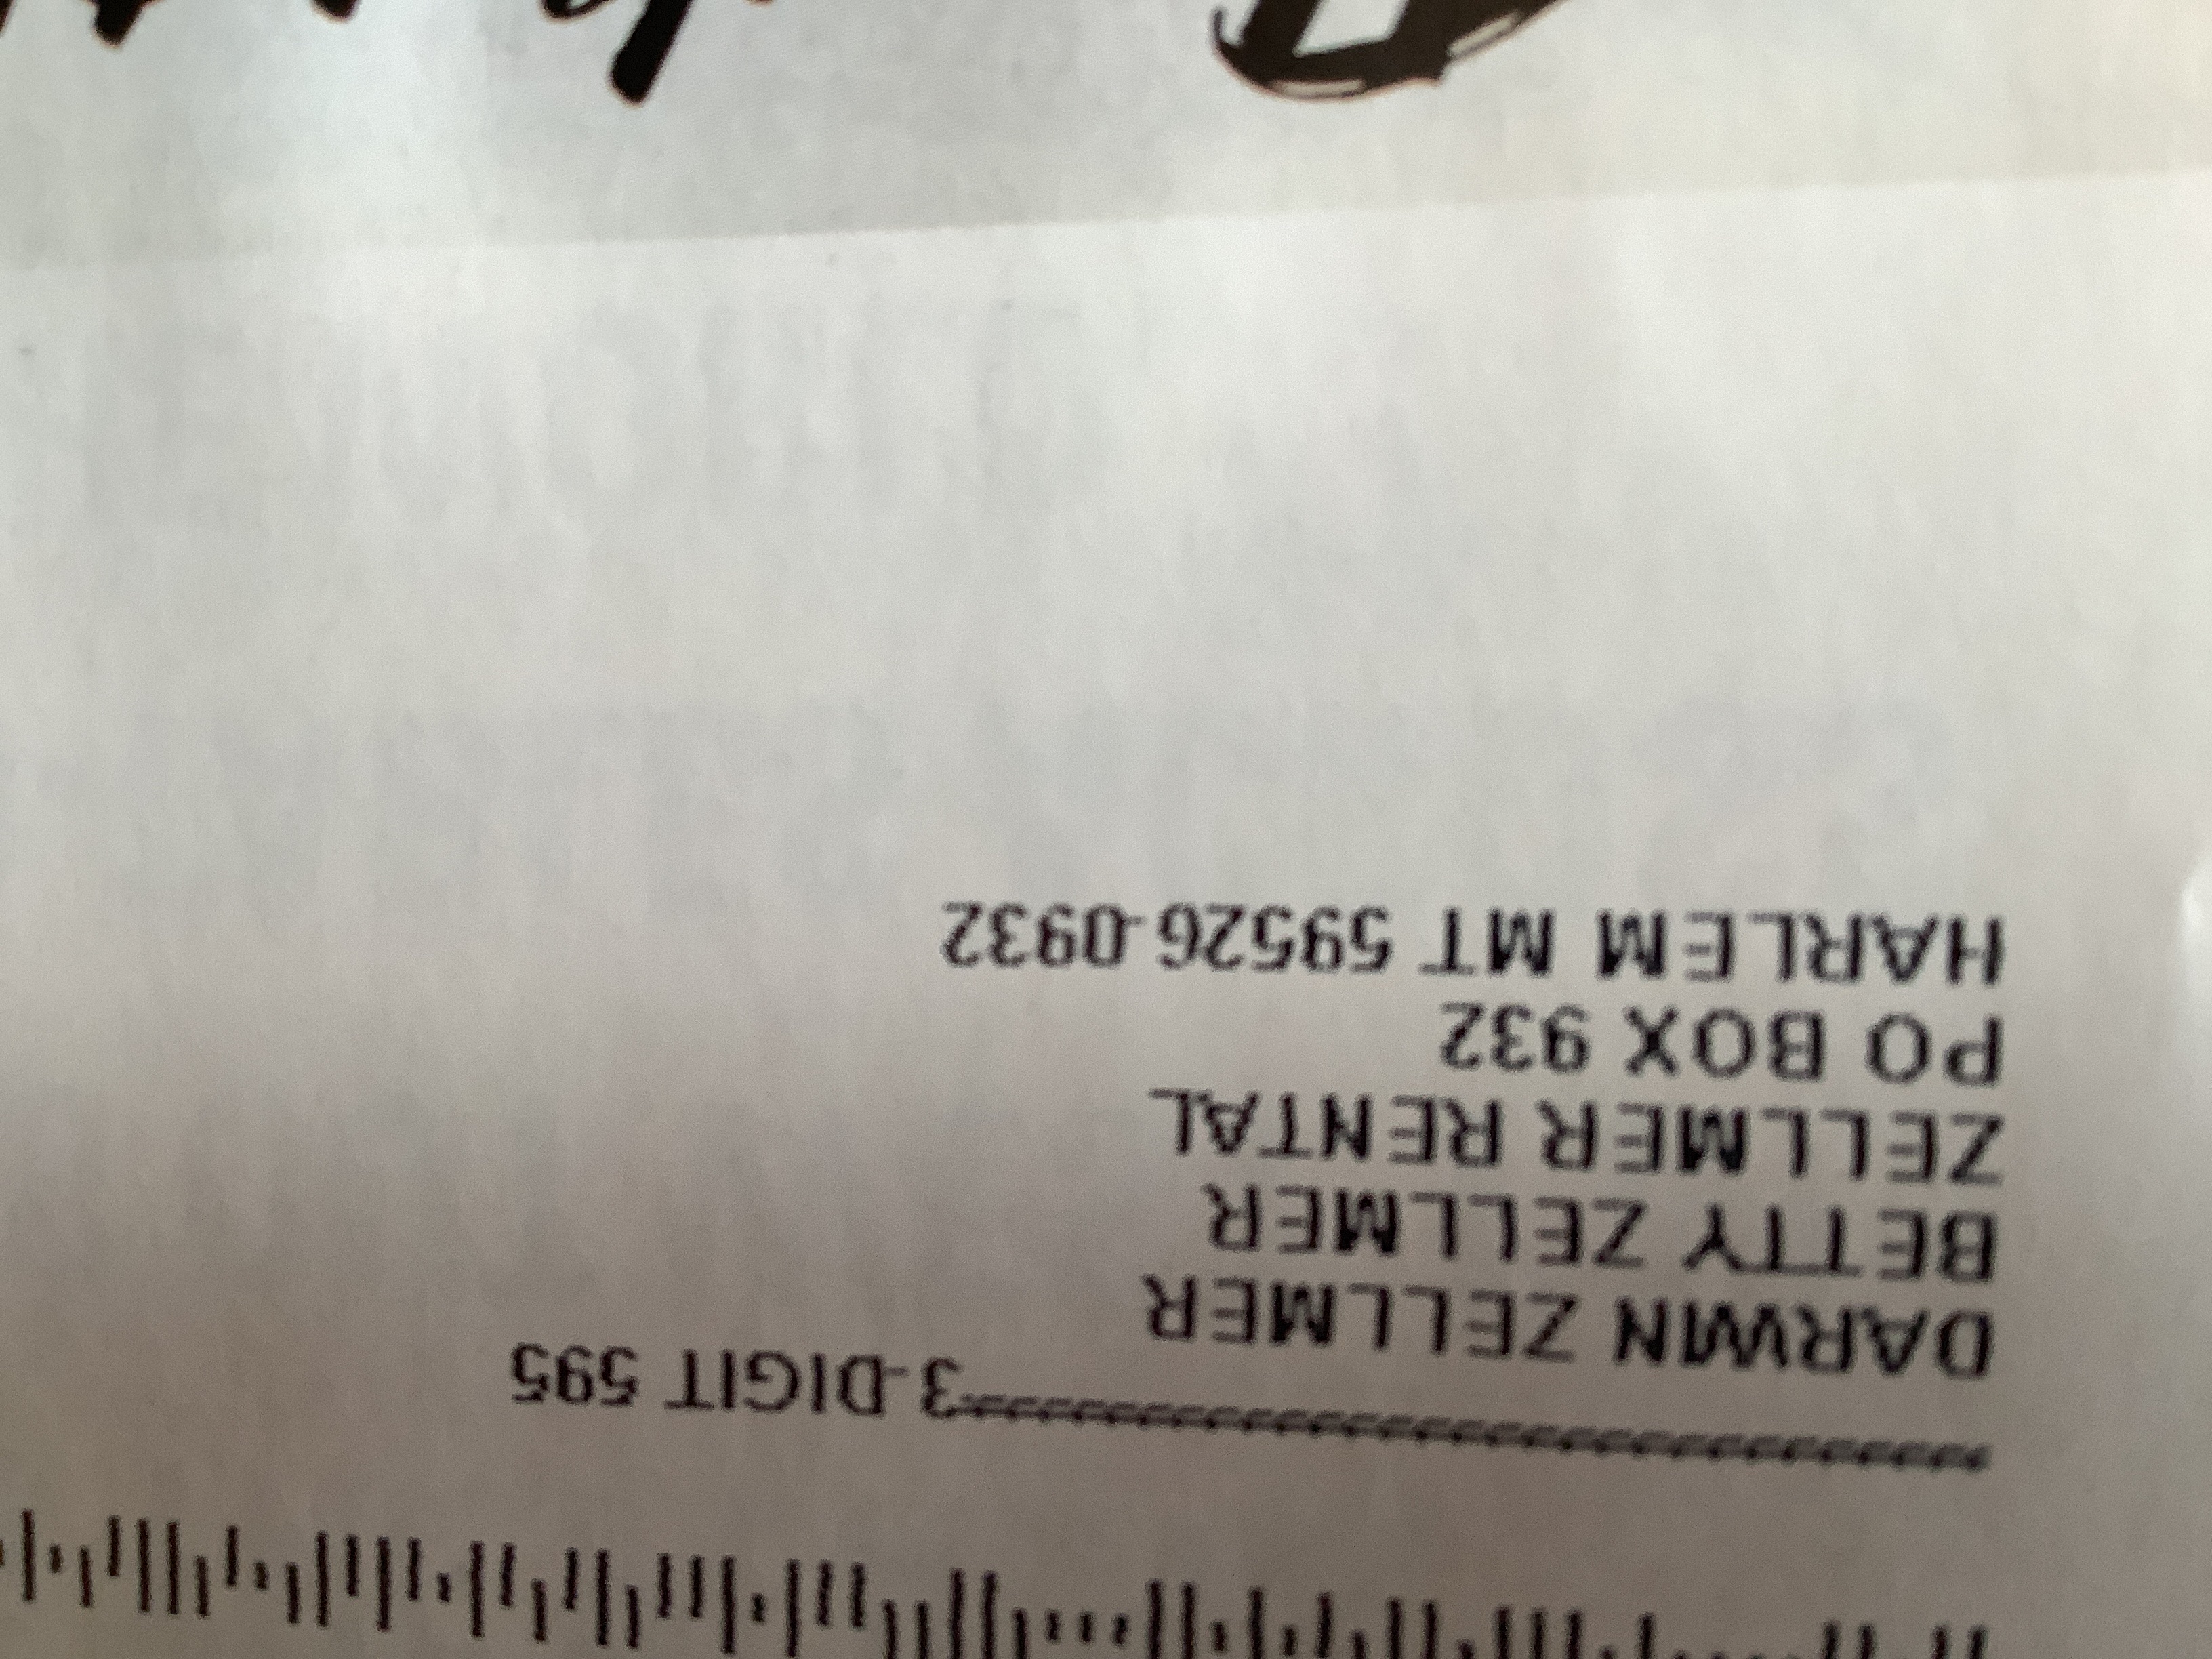 3-DIGIT 595
DARWIN ZELLMER
BETTY ZELLMER
ZELLMER RENTAL
PO BOX 932
HARLEM MT 59526-0932